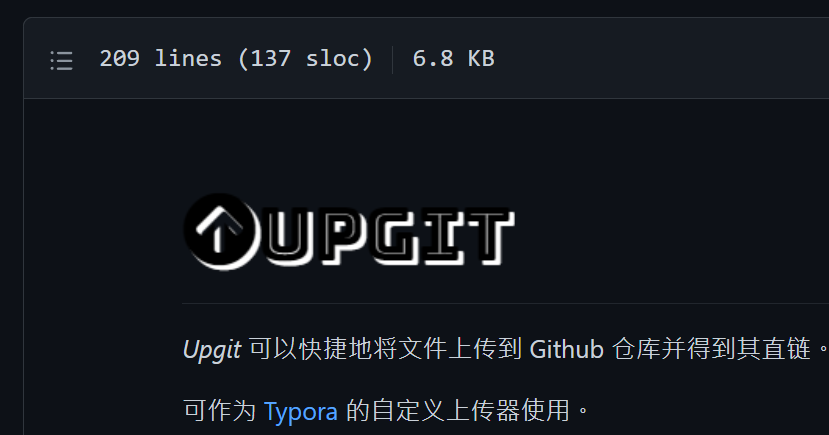 209 lines (137 sloc) 6.8 KB
UPGIT
Upgit 可以快捷地将文件上传到 Github 仓库并得到其直链。
可作为 Typora 的自定义上传器使用。